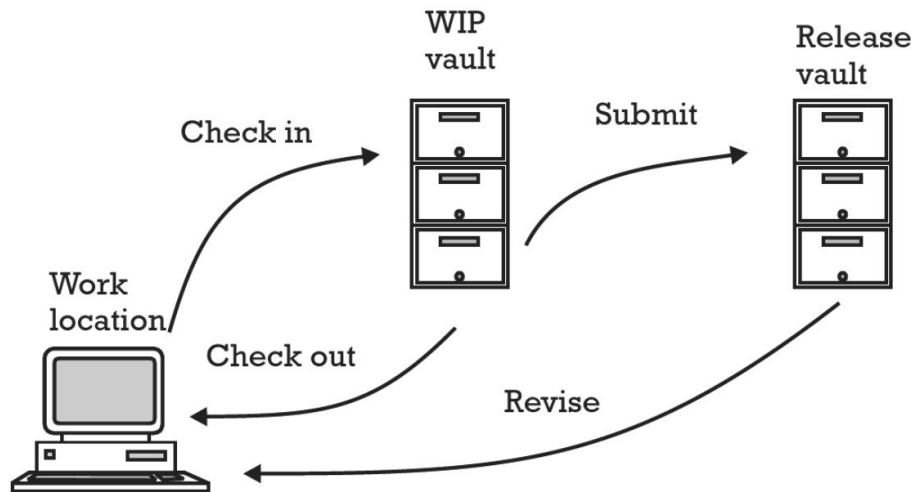 WIP
vault
Release
vault
Check in
Submit
Work
location
Check out
Revise